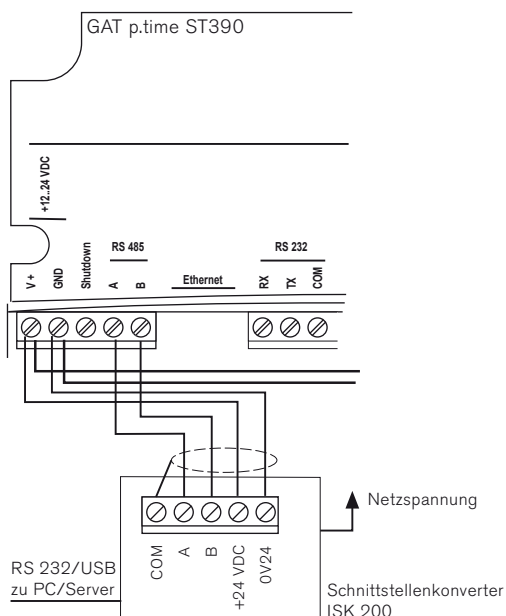 GAT p.time ST390
+12..24 VDC
V +
GND
Shutdown
RS 485
A
B
Ethernet
RS 232
RX
TX
COM
Netzspannung
COM
A
B
+24 VDC
0V24
RS 232/USB
zu PC/Server
Schnittstellenkonverter
ISK 200